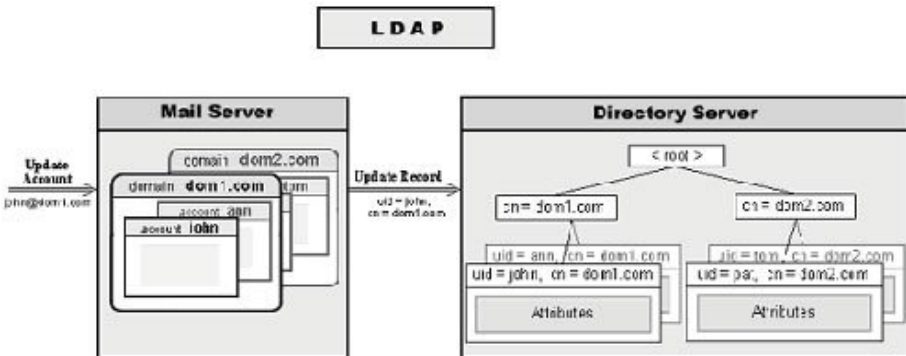 LDAP
Mail Server
Directory Server
Update
Account
john@dom1.com
domain dom2.com
domain dom1.com
account ann
account john
Update Record
uid = john,
cn = dom1.com
< root >
cn = dom1.com
cn = dom2.com
uid = ann, cn = dom1.com
uid = john, cn = dom1.com
Attributes
uid = tom, cn = dom2.com
uid = pat, cn = dom2.com
Attributes